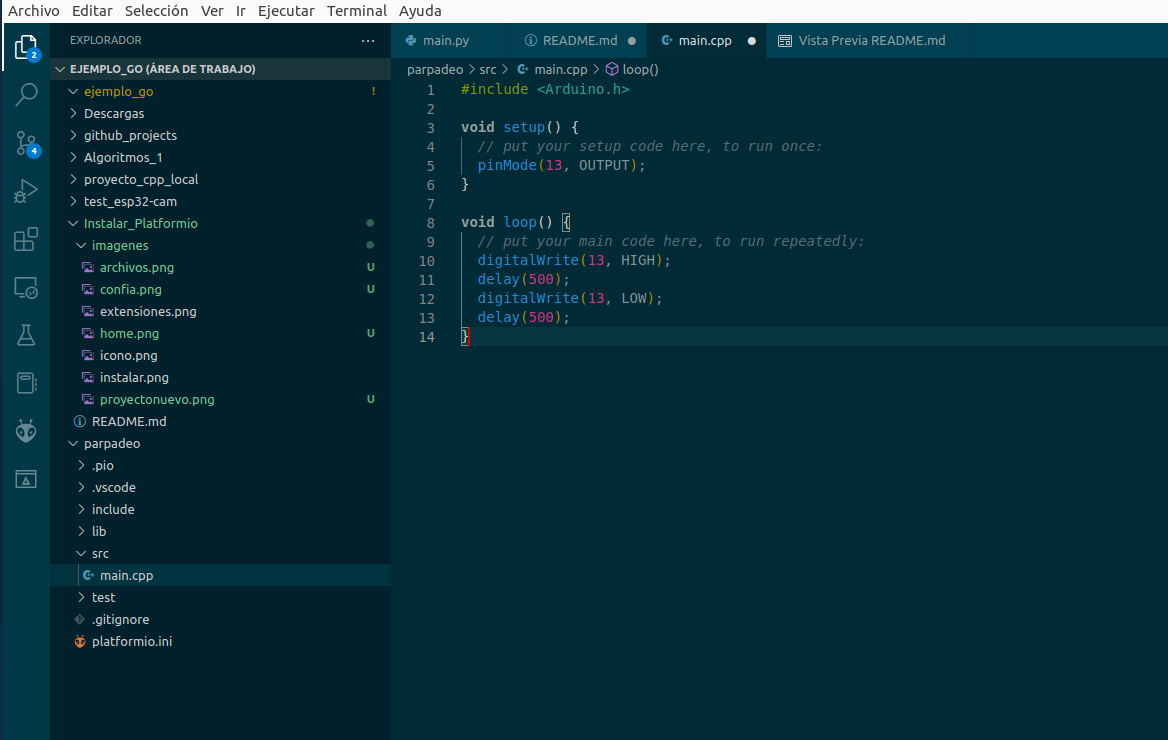 Archivo Editar Selección Ver Ir Ejecutar Terminal Ayuda
EXPLORADOR ...
main.py README.md main.cpp Vista Previa README.md
2
4
EJEMPLO_GO (ÁREA DE TRABAJO)
ejemplo_go !
Descargas
github_projects
Algoritmos_1
proyecto_cpp_local
test_esp32-cam
Instalar_Platformio
imagenes
archivos.png U
confia.png U
extensiones.png
home.png U
icono.png
instalar.png
proyectonuevo.png U
README.md
parpadeo
.pio
.vscode
include
lib
src
main.cpp
test
.gitignore
platformio.ini
parpadeo > src > main.cpp > loop()
1 #include <Arduino.h>
2
3 void setup() {
4 // put your setup code here, to run once:
5 pinMode(13, OUTPUT);
6 }
7
8 void loop() {
9 // put your main code here, to run repeatedly:
10 digitalWrite(13, HIGH);
11 delay(500);
12 digitalWrite(13, LOW);
13 delay(500);
14 }